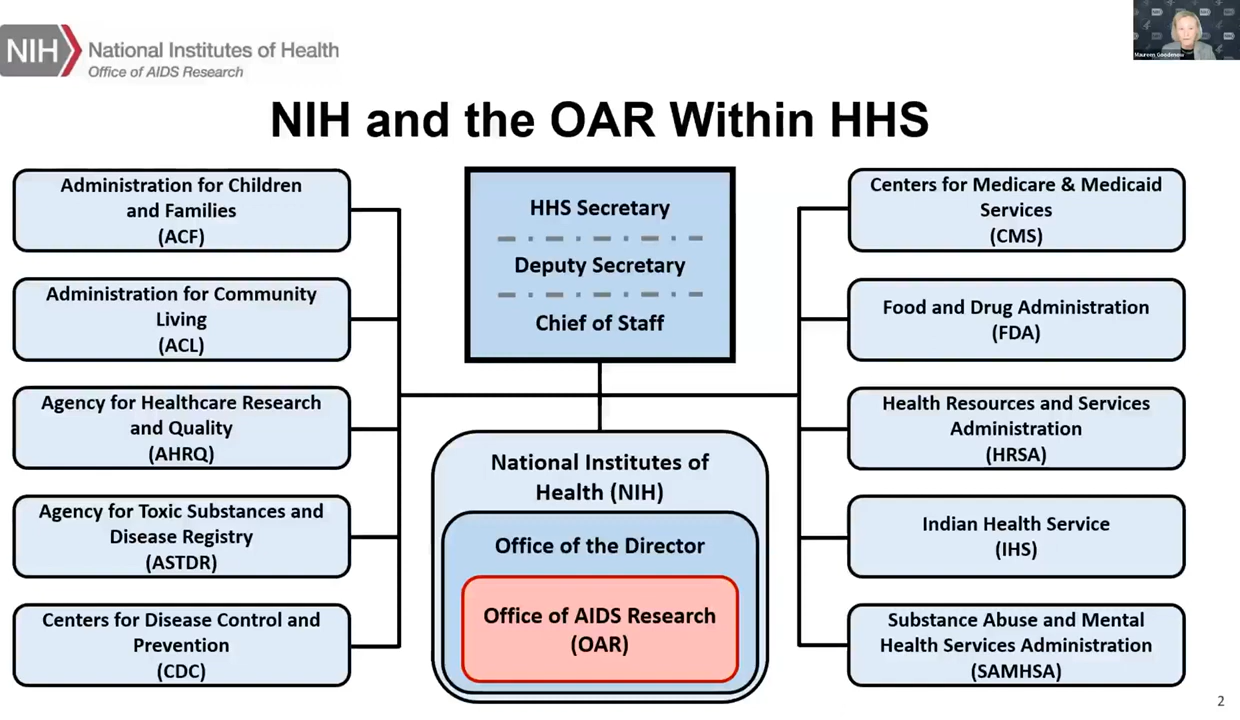 NIH
National Institutes of Health
Office of AIDS Research
Maureen Goodenow
NIH and the OAR Within HHS
Administration for Children
and Families
(ACF)
Administration for Community
Living
(ACL)
Agency for Healthcare Research
and Quality
(AHRQ)
Agency for Toxic Substances and
Disease Registry
(ASTDR)
Centers for Disease Control and
Prevention
(CDC)
HHS Secretary
Deputy Secretary
Chief of Staff
National Institutes of
Health (NIH)
Office of the Director
Office of AIDS Research
(OAR)
Centers for Medicare & Medicaid
Services
(CMS)
Food and Drug Administration
(FDA)
Health Resources and Services
Administration
(HRSA)
Indian Health Service
(IHS)
Substance Abuse and Mental
Health Services Administration
(SAMHSA)
2